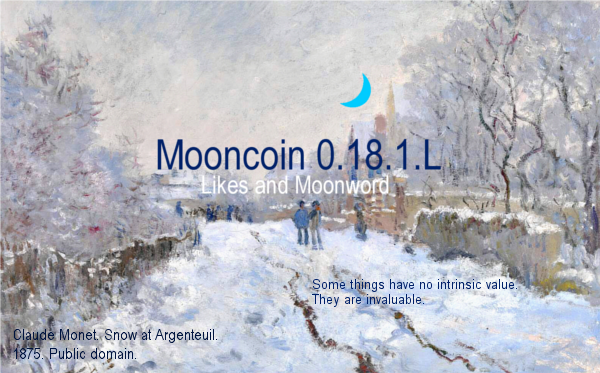 Mooncoin 0.18.1.L
Likes and Moonword
Some things have no intrinsic value.
They are invaluable.
Claude Monet. Snow at Argenteuil.
1875. Public domain.